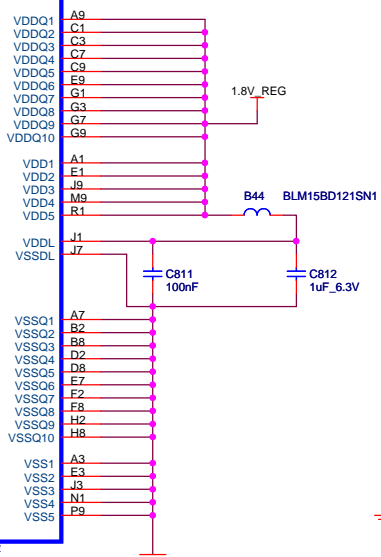 VDDQ1 A9
VDDQ2 C1
VDDQ3 C3
VDDQ4 C7
VDDQ5 C9
VDDQ6 E9
VDDQ7 G1
VDDQ8 G3
VDDQ9 G7
VDDQ10 G9
1.8V_REG
VDD1 A1
VDD2 E1
VDD3 J9
VDD4 M9
VDD5 R1
B44 BLM15BD121SN1
VDDL J1
VSSDL J7
C811
100nF
C812
1uF_6.3V
VSSQ1 A7
VSSQ2 B2
VSSQ3 B8
VSSQ4 D2
VSSQ5 D8
VSSQ6 E7
VSSQ7 F2
VSSQ8 F8
VSSQ9 H2
VSSQ10 H8
VSS1 A3
VSS2 E3
VSS3 J3
VSS4 N1
VSS5 P9